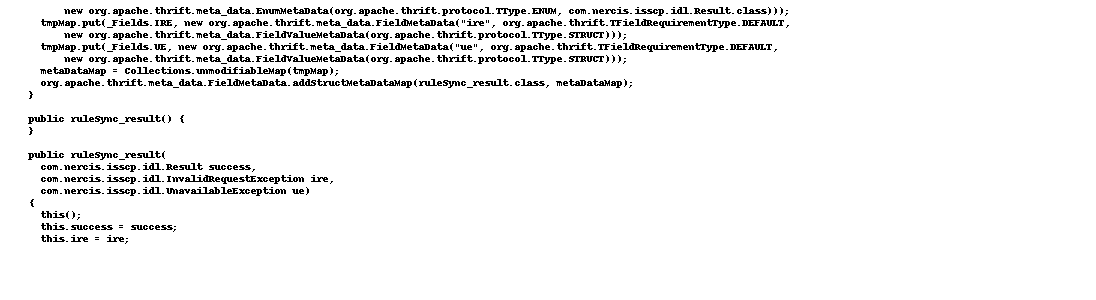 new org.apache.thrift.meta_data.EnumMetaData(org.apache.thrift.protocol.TType.ENUM, com.nercis.isscp.idl.Result.class)));
tmpMap.put(_Fields.IRE, new org.apache.thrift.meta_data.FieldMetaData("ire", org.apache.thrift.TFieldRequirementType.DEFAULT,
new org.apache.thrift.meta_data.FieldValueMetaData(org.apache.thrift.protocol.TType.STRUCT)));
tmpMap.put(_Fields.UE, new org.apache.thrift.meta_data.FieldMetaData("ue", org.apache.thrift.TFieldRequirementType.DEFAULT,
new org.apache.thrift.meta_data.FieldValueMetaData(org.apache.thrift.protocol.TType.STRUCT)));
metaDataMap = Collections.unmodifiableMap(tmpMap);
org.apache.thrift.meta_data.FieldMetaData.addStructMetaDataMap(ruleSync_result.class, metaDataMap);
}
public ruleSync_result() {
}
public ruleSync_result(
com.nercis.isscp.idl.Result success,
com.nercis.isscp.idl.InvalidRequestException ire,
com.nercis.isscp.idl.UnavailableException ue)
{
this();
this.success = success;
this.ire = ire;